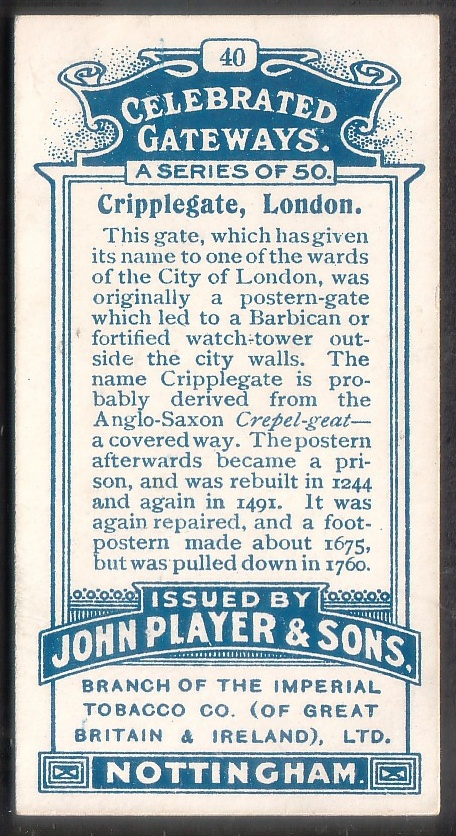 40
CELEBRATED
GATEWAYS.
A SERIES OF 50.
Cripplegate, London.
This gate, which has given
its name to one of the wards
of the City of London, was
originally a postern-gate
which led to a Barbican or
fortified watch-tower out-
side the city walls. The
name Cripplegate is pro-
bably derived from the
Anglo-Saxon Crepel-geat—
a covered way. The postern
afterwards became a pri-
son, and was rebuilt in 1244
and again in 1491. It was
again repaired, and a foot-
postern made about 1675,
but was pulled down in 1760.
ISSUED BY
JOHN PLAYER & SONS,
BRANCH OF THE IMPERIAL
TOBACCO CO. (OF GREAT
BRITAIN & IRELAND), LTD.
NOTTINGHAM.